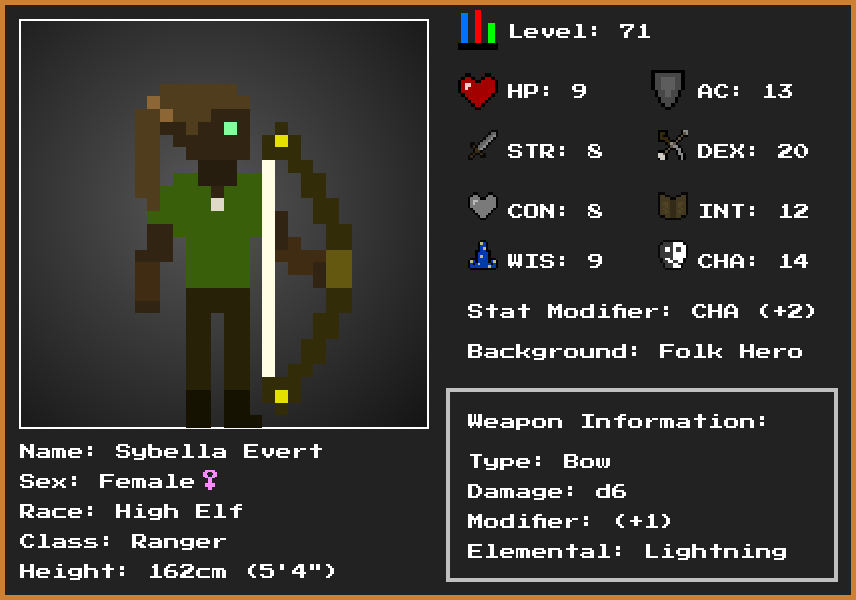 Level: 71
HP: 9 AC: 13
STR: 8 DEX: 20
CON: 8 INT: 12
WIS: 9 CHA: 14
Stat Modifier: CHA (+2)
Background: Folk Hero
Weapon Information:
Type: Bow
Damage: d6
Modifier: (+1)
Elemental: Lightning
Name: Sybella Evert
Sex: Female♀
Race: High Elf
Class: Ranger
Height: 162cm (5'4")